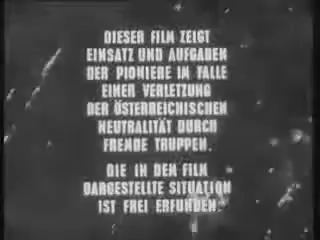 DIESER FILM ZEIGT
EINSATZ UND AUFGABEN
DER PIONIERE IM FALLE
EINER VERLETZUNG
DER ÖSTERREICHISCHEN
NEUTRALITÄT DURCH
FREMDE TRUPPEN.
DIE IN DEM FILM
DARGESTELLTE SITUATION
IST FREI ERFUNDEN.